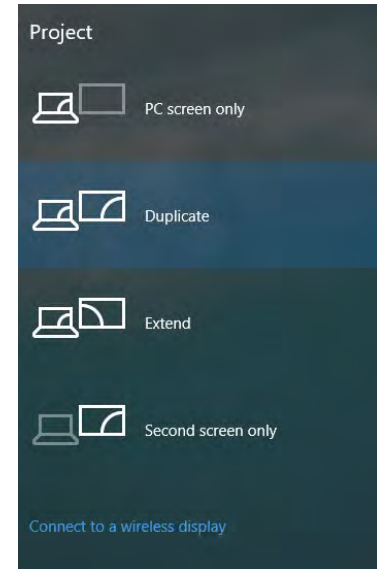 Project
PC screen only
Duplicate
Extend
Second screen only
Connect to a wireless display